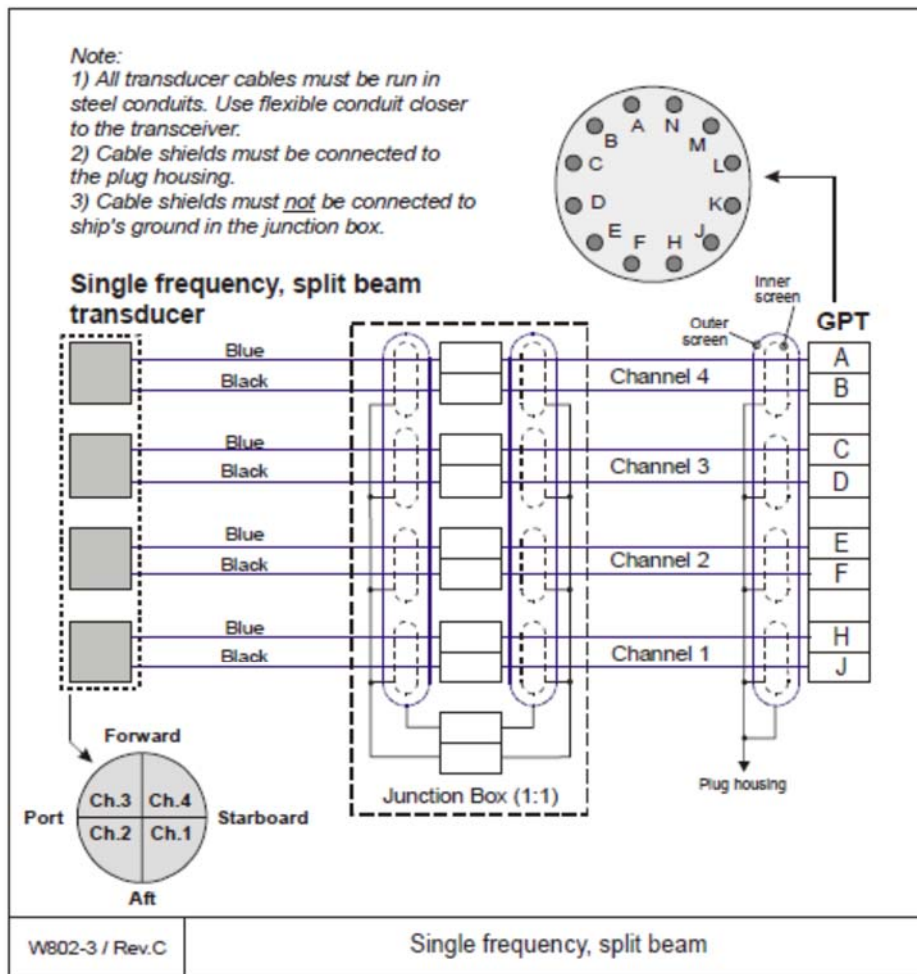 Note:
1) All transducer cables must be run in
steel conduits. Use flexible conduit closer
to the transceiver.
2) Cable shields must be connected to
the plug housing.
3) Cable shields must not be connected to
ship's ground in the junction box.
A N
B M
C L
D K
E J
F H
Single frequency, split beam
transducer
Inner
screen
Outer
screen
GPT
Blue
Black
Channel 4
A
B
Blue
Black
Channel 3
C
D
Blue
Black
Channel 2
E
F
Blue
Black
Channel 1
H
J
Junction Box (1:1)
Plug housing
Forward
Port
Ch.3 Ch.4
Ch.2 Ch.1
Starboard
Aft
W802-3 / Rev.C
Single frequency, split beam